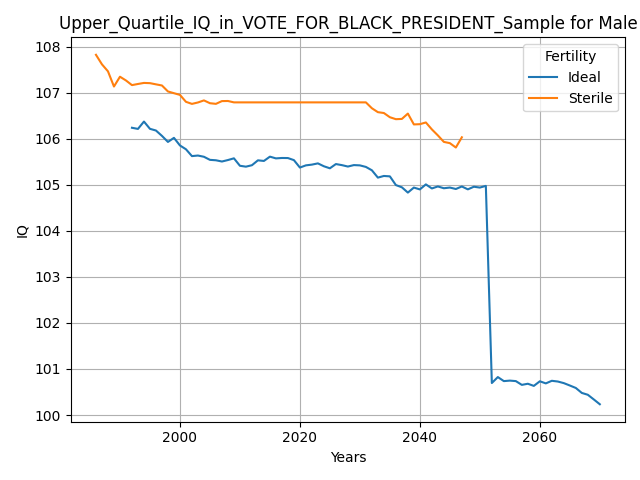 Upper_Quartile_IQ_in_VOTE_FOR_BLACK_PRESIDENT_Sample for Male
108
107
106
105
104
103
102
101
100
IQ
2000 2020 2040 2060
Years
Fertility
Ideal
Sterile